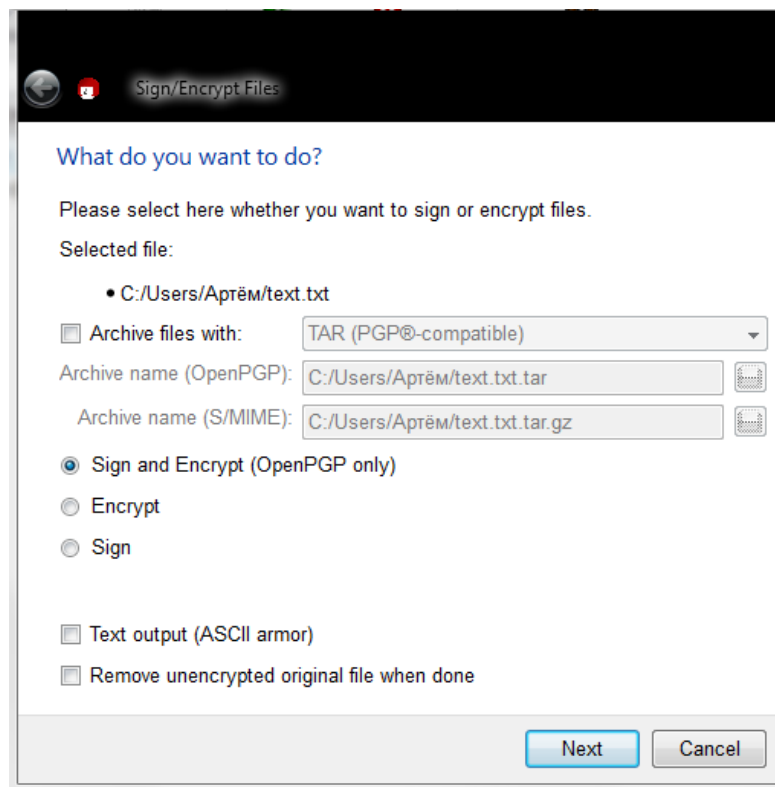 Sign/Encrypt Files
What do you want to do?
Please select here whether you want to sign or encrypt files.
Selected file:
• C:/Users/Артём/text.txt
Archive files with: TAR (PGP®-compatible)
Archive name (OpenPGP): C:/Users/Артём/text.txt.tar
Archive name (S/MIME): C:/Users/Артём/text.txt.tar.gz
Sign and Encrypt (OpenPGP only)
Encrypt
Sign
Text output (ASCII armor)
Remove unencrypted original file when done
Next Cancel